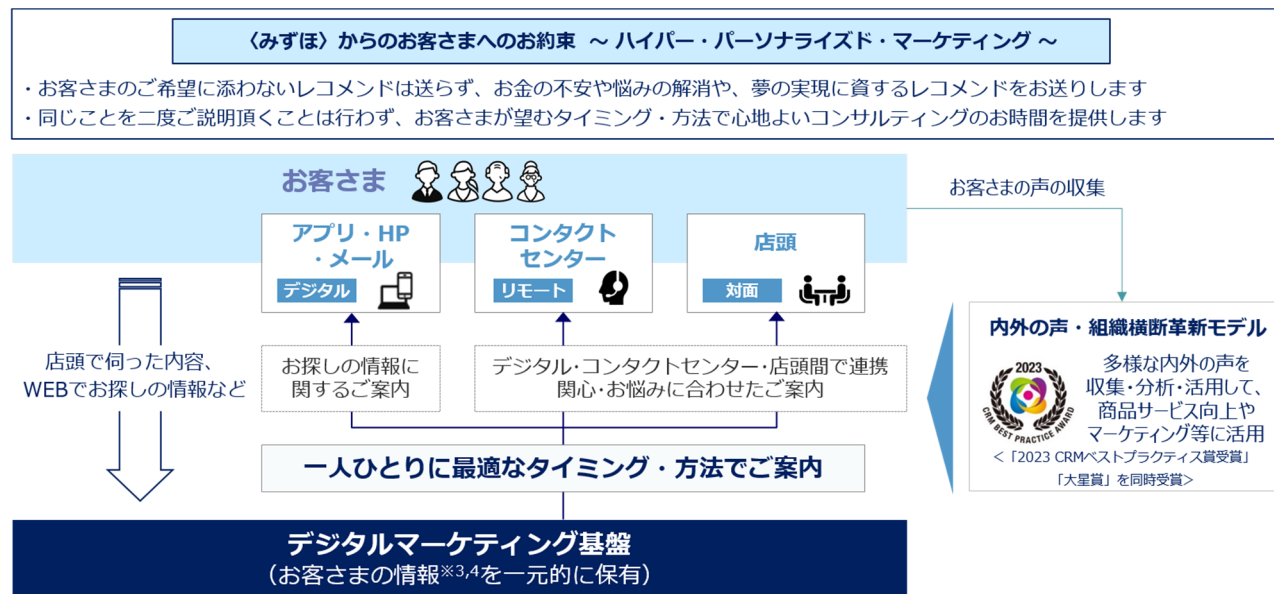 〈みずほ〉からのお客さまへのお約束 ～ ハイパー・パーソナライズド・マーケティング ～
・お客さまのご希望に添わないレコメンドは送らず、お金の不安や悩みの解消や、夢の実現に資するレコメンドをお送りします
・同じことを二度ご説明頂くことは行わず、お客さまが望むタイミング・方法で心地よいコンサルティングのお時間を提供します
お客さま
お客さまの声の収集
アプリ・HP
・メール
デジタル
コンタクト
センター
リモート
店頭
対面
店頭で伺った内容、
WEBでお探しの情報など
お探しの情報に
関するご案内
デジタル・コンタクトセンター・店頭間で連携
関心・お悩みに合わせたご案内
一人ひとりに最適なタイミング・方法でご案内
デジタルマーケティング基盤
（お客さまの情報※3,4を一元的に保有）
内外の声・組織横断革新モデル
2023
CRM BEST PRACTICE AWARD
多様な内外の声を
収集・分析・活用して、
商品サービス向上や
マーケティング等に活用
<「2023 CRMベストプラクティス賞受賞」
「大星賞」を同時受賞>